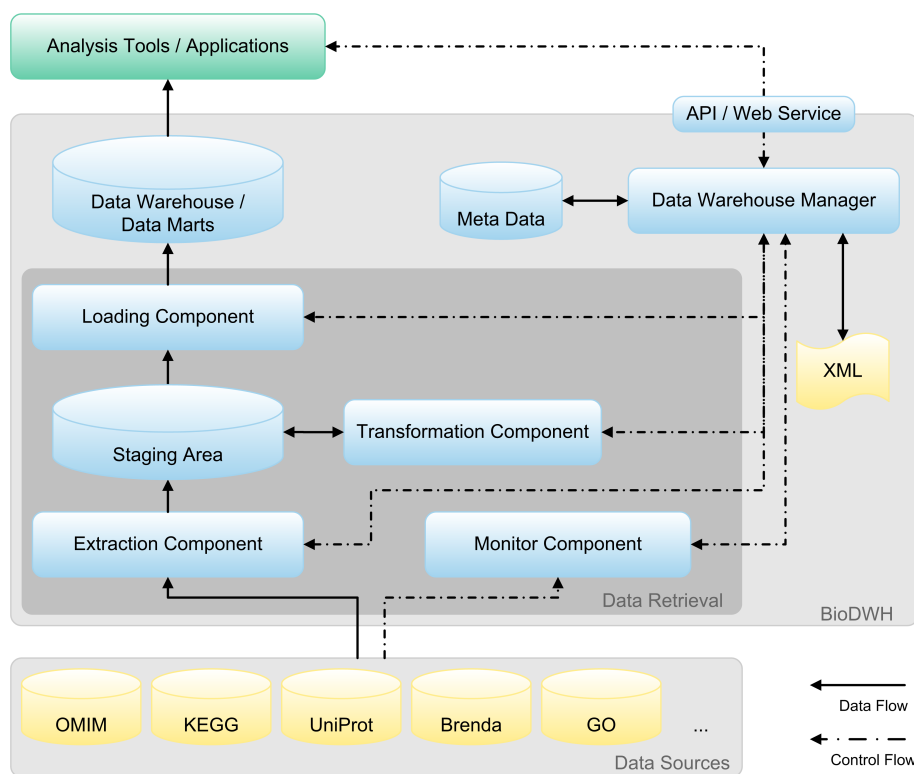 Analysis Tools / Applications
API / Web Service
Data Warehouse /
Data Marts
Meta Data
Data Warehouse Manager
Loading Component
XML
Staging Area
Transformation Component
Extraction Component
Monitor Component
Data Retrieval
BioDWH
OMIM
KEGG
UniProt
Brenda
GO
...
Data Sources
Data Flow
Control Flow